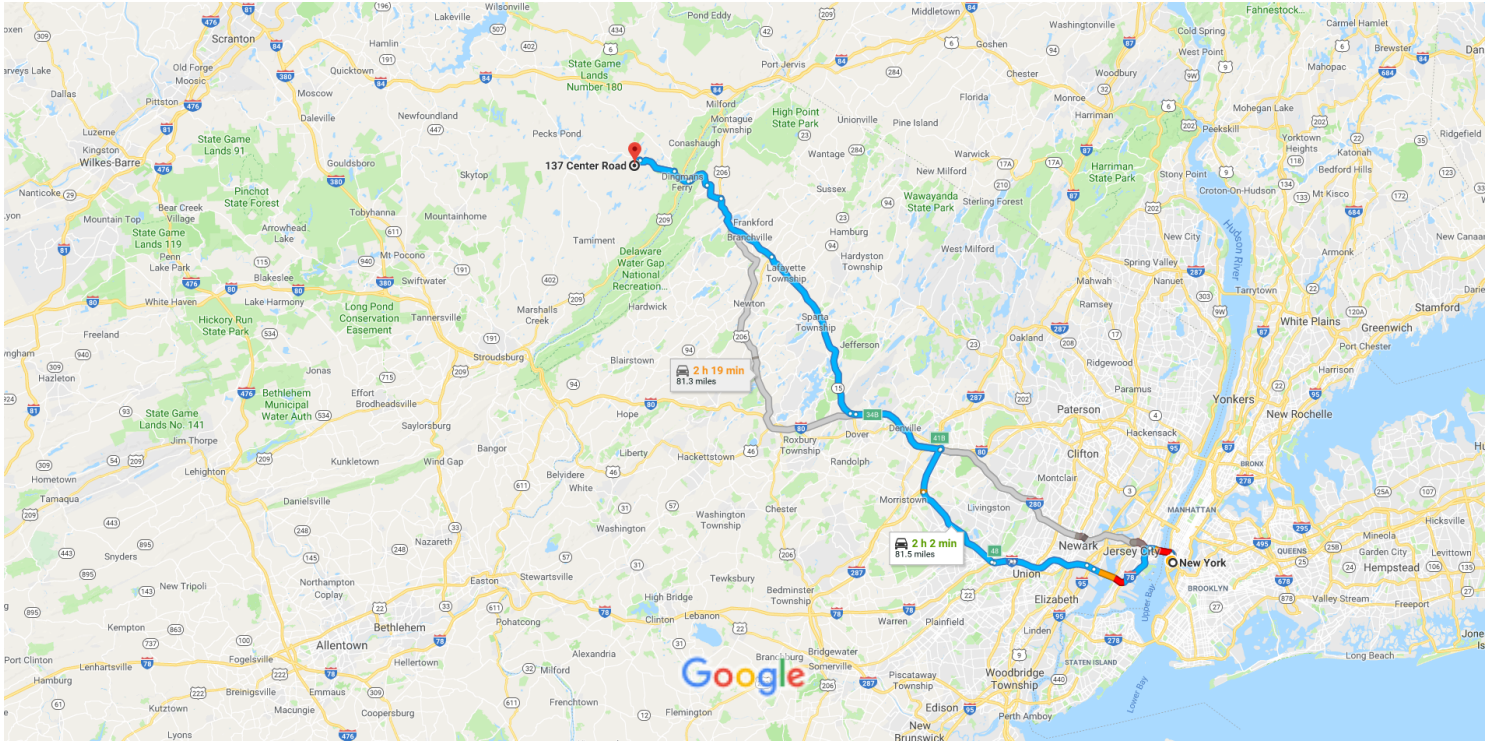 Scranton
Lakeville
Wilsonville
Pond Eddy
Middletown
Washingtonville
Fahnestock...
Cold Spring
Carmel Hamlet
West Point
Brewster
Old Forge
Moosic
Hamlin
Quicktown
Moscow
Dallas
Pittston
Daleville
State Game
Lands
Number 180
Port Jervis
Goshen
Chester
Woodbury
Monroe
Harriman
Mahopac
Mohegan Lake
Peekskill
Yorktown
Heights
Ridgefield
Newfoundland
Milford
Montague
Township
High Point
State Park
Unionville
Pine Island
Florida
Luzerne
Kingston
Wilkes-Barre
State Game
Lands 91
Pecks Pond
Conashaugh
Wantage
Warwick
New Milford
Harriman
State Park
Stony Point
Katonah
Bedford Hills
Mt Kisco
Croton-On-Hudson
137 Center Road
Gouldsboro
Skytop
Dingmans
Ferry
Sussex
Nanticoke
Pinchot
State Forest
Bear Creek
Village
Mountain Top
Tobyhanna
Mountainhome
Wawayanda
State Park
Sterling Forest
State Game
Lands 119
Arrowhead
Lake
Penn
Lake Park
Blakeslee
Mt Pocono
Tamiment
Frankford
Branchville
Hamburg
West Milford
New City
Hudson River
Armonk
New Canaan
Delaware
Water Gap
National
Recreation...
Lafayette
Township
Hardyston
Township
Spring Valley
Nanuet
Mahwah
Ramsey
Tarrytown
Stamford
White Haven
Lake Harmony
Swiftwater
Hardwick
Newton
Long Pond
Conservation
Easement
Tannersville
Marshalls
Creek
Sparta
Township
Jefferson
Oakland
White Plains
Greenwich
Port Chester
Freeland
Hickory Run
State Park
Stroudsburg
Blairstown
Ridgewood
Harrison
Hazleton
Jonas
2 h 19 min
81.3 miles
Paramus
Yonkers
New Rochelle
Bethlehem
Municipal
Water Auth
Effort
Brodheadsville
Saylorsburg
Hope
15
34B
Denville
Dover
Roxbury
Township
Paterson
Hackensack
State Game
Lands No. 141
Jim Thorpe
Bangor
Liberty
Hackettstown
Randolph
41B
Clifton
BRONX
Hometown
Tamaqua
Lehighton
Kunkletown
Wind Gap
Belvidere
White
Montclair
Danielsville
Washington
Washington
Township
Chester
Morristown
Livingston
MANHATTAN
Hicksville
Snyders
Nazareth
2 h 2 min
81.5 miles
48
Newark
Jersey City
New York
QUEENS
Mineola
Garden City
Levittown
Hempstead
New Tripoli
Northampton
Coplay
Easton
Stewartsville
Tewksbury
Union
Elizabeth
Upper Bay
BROOKLYN
Valley Stream
Freeport
High Bridge
Bedminster
Township
Kempton
Bethlehem
Allentown
Pohatcong
Clinton
Lebanon
Warren
Plainfield
Linden
Port Clinton
Lenhartsville
Fogelsville
Hellertown
Alexandria
Milford
Google
Branchburg
Bridgewater
Somerville
STATEN ISLAND
Long Beach
Hamburg
Breinigsville
Emmaus
Kutztown
Macungie
Coopersburg
Frenchtown
Flemington
Piscataway
Township
Woodbridge
Township
Lower Bay
Edison
Perth Amboy
New
Brunswick
Lyons